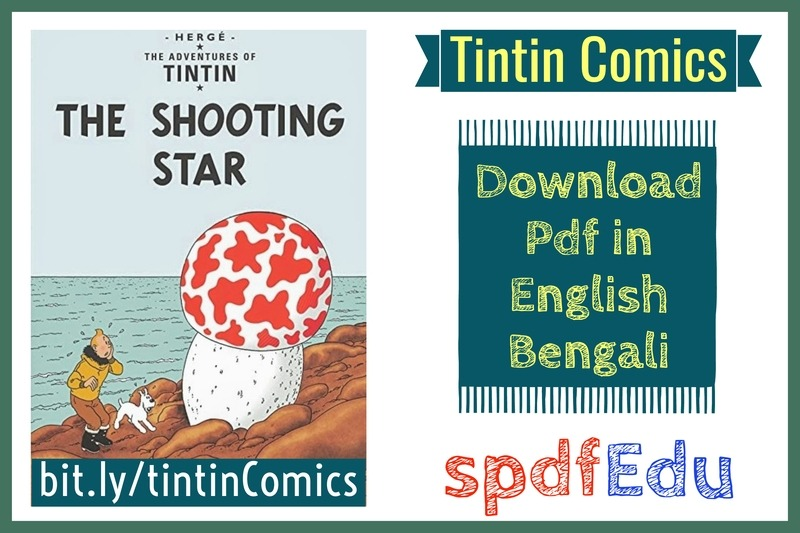 - HERGÉ -
THE ADVENTURES OF
TINTIN
THE SHOOTING
STAR
bit.ly/tintinComics
Tintin Comics
Download
Pdf in
English
Bengali
spdfEdu